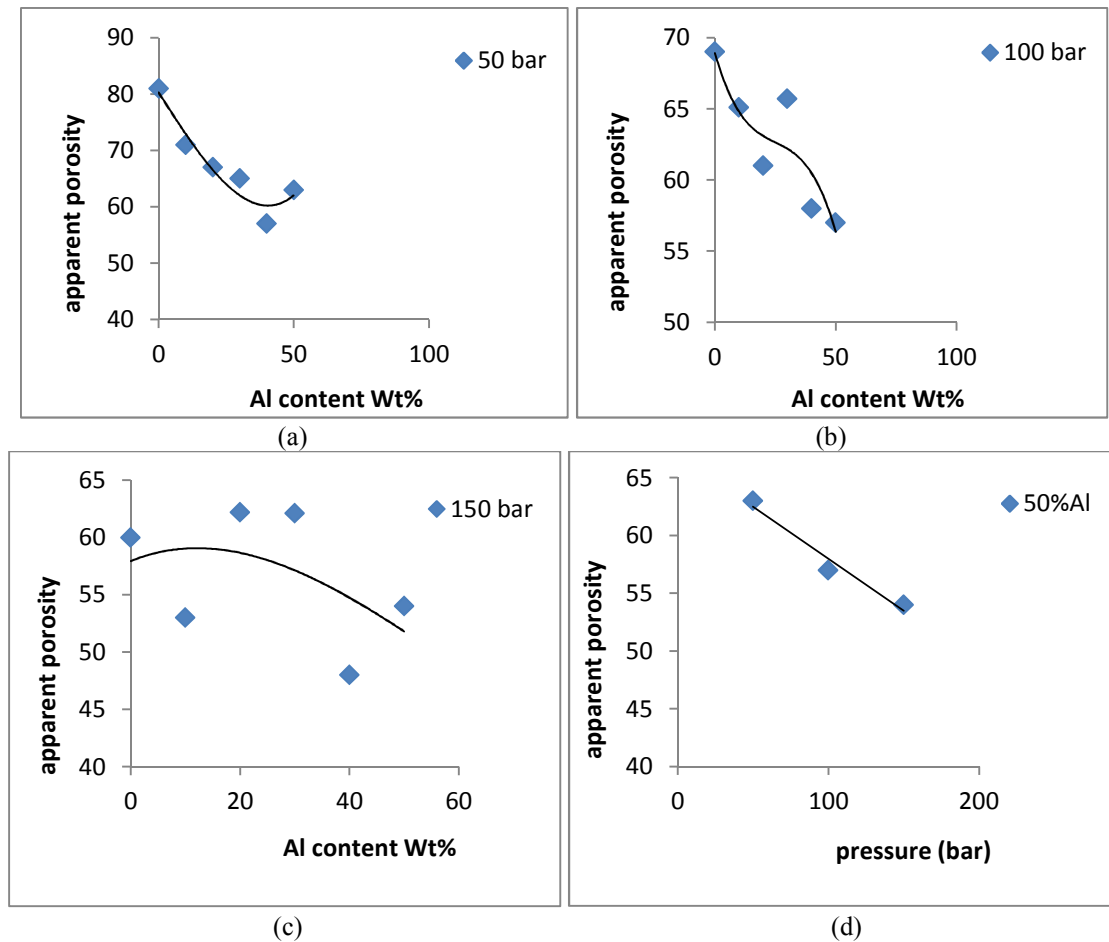 90
80
70
60
50
40
0
50
100
apparent porosity
Al content Wt%
50 bar
(a)
70
65
60
55
50
0
50
100
apparent porosity
Al content Wt%
100 bar
(b)
65
60
55
50
45
40
0
20
40
60
apparent porosity
Al content Wt%
150 bar
(c)
65
60
55
50
45
40
0
100
200
apparent porosity
pressure (bar)
50%Al
(d)